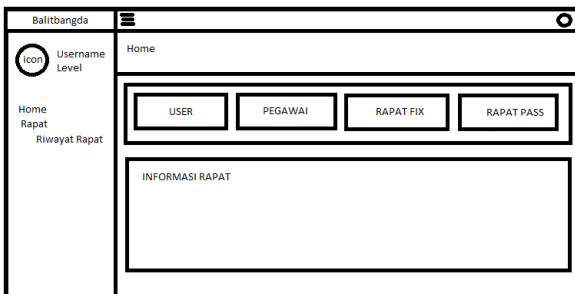 Balitbangda
icon
Username
Level
Home
Rapat
Riwayat Rapat
Home
USER
PEGAWAI
RAPAT FIX
RAPAT PASS
INFORMASI RAPAT